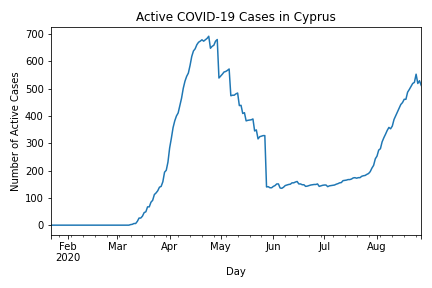 Active COVID-19 Cases in Cyprus
700
600
500
400
300
200
100
0
Number of Active Cases
Feb Mar Apr May Jun Jul Aug
2020
Day